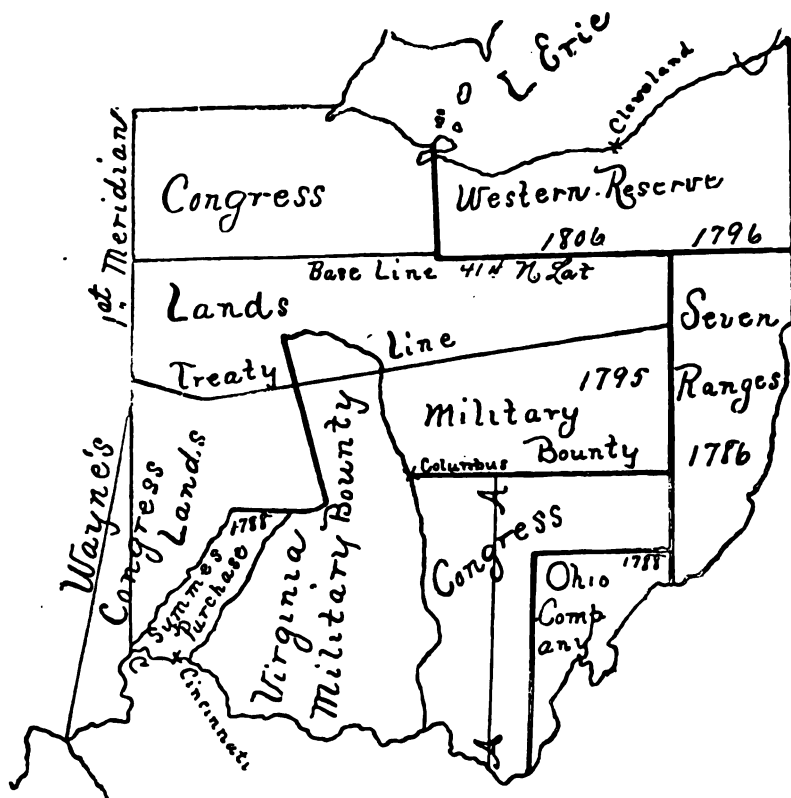 L Erie
Cleveland
1st Meridian
Congress
Western Reserve
1806
1796
Base Line 41st N Lat
Lands
Seven
Ranges
1786
Treaty Line
1795
Military
Bounty
Columbus
Wayne's
Congress
Lands
1788
Summes
Purchase
Virginia
Military Bounty
Congress
A
A
1788
Ohio
Comp
any
Cincinnati